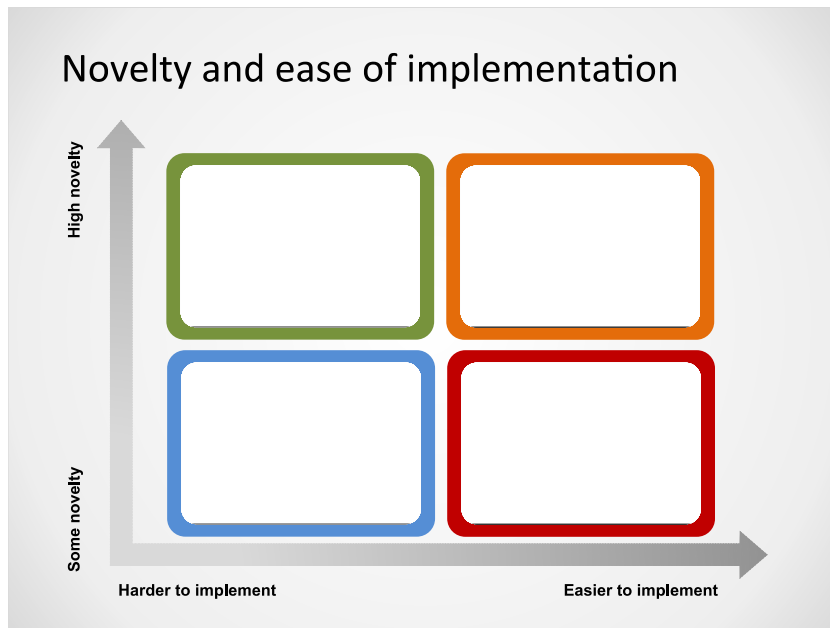 Novelty and ease of implementation
High novelty
Some novelty
Harder to implement
Easier to implement